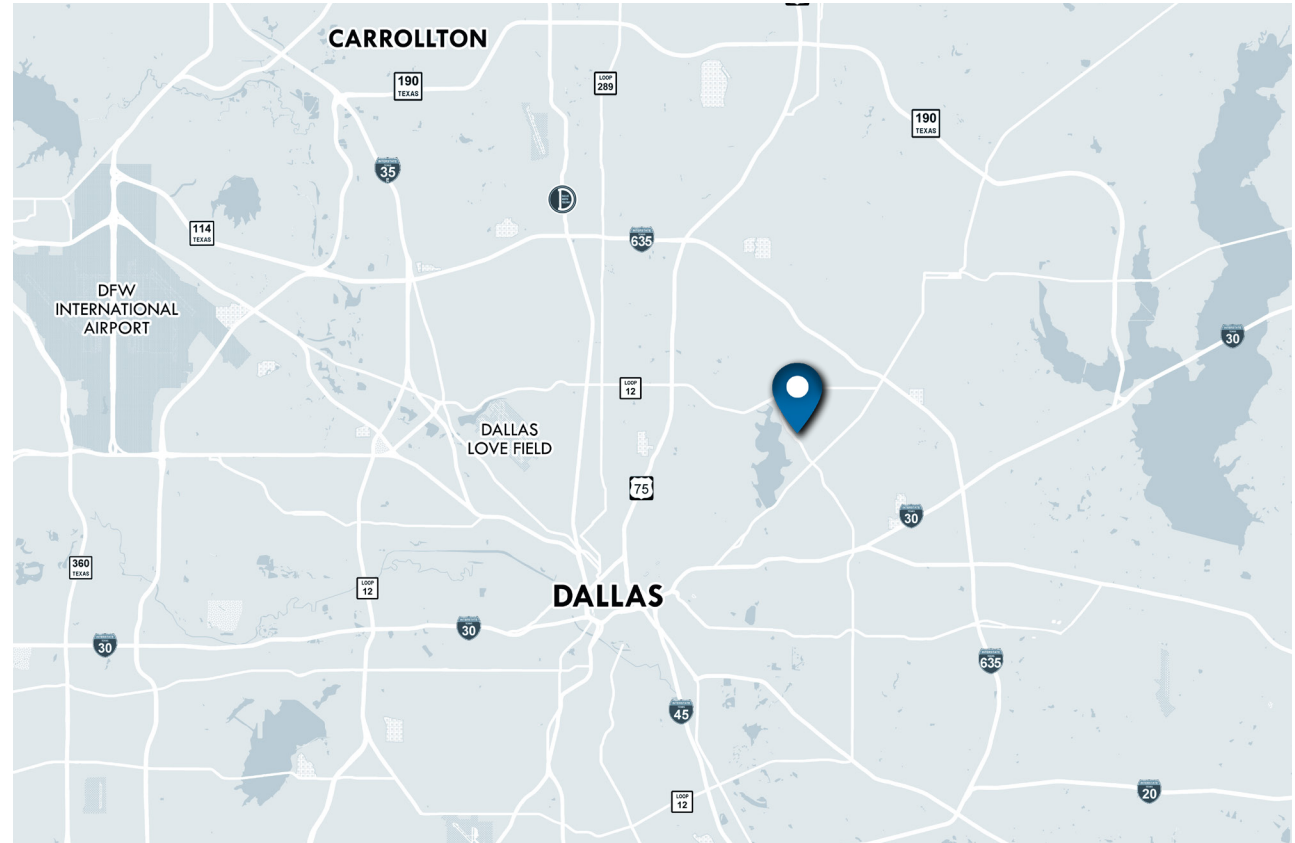 CARROLLTON
190
TEXAS
LOOP
289
190
TEXAS
35
114
TEXAS
635
DFW
INTERNATIONAL
AIRPORT
30
LOOP
12
DALLAS
LOVE FIELD
75
30
360
TEXAS
LOOP
12
DALLAS
30
30
635
45
20
LOOP
12